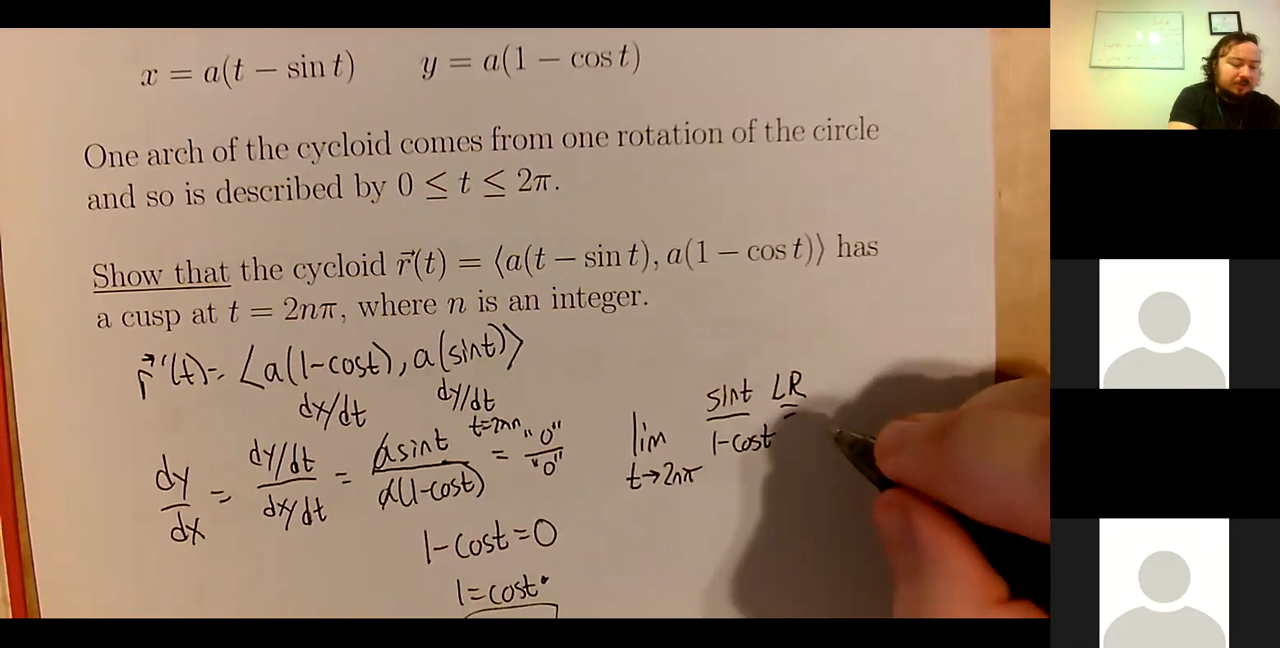 x = a(t − sin t)    y = a(1 − cos t)
One arch of the cycloid comes from one rotation of the circle
and so is described by 0 ≤ t ≤ 2π.
Show that the cycloid r⃗(t) = ⟨a(t − sin t), a(1 − cos t)⟩ has
a cusp at t = 2nπ, where n is an integer.
r⃗'(t) = ⟨a(1-cost), a(sint)⟩
dx/dt    dy/dt
dy/dx = (dy/dt)/(dx/dt) = (a sint)/(a(1-cost)) t=2nπ = "0"/"0"
1-cost=0
1=cost
lim t→2nπ sint/(1-cost) LR =